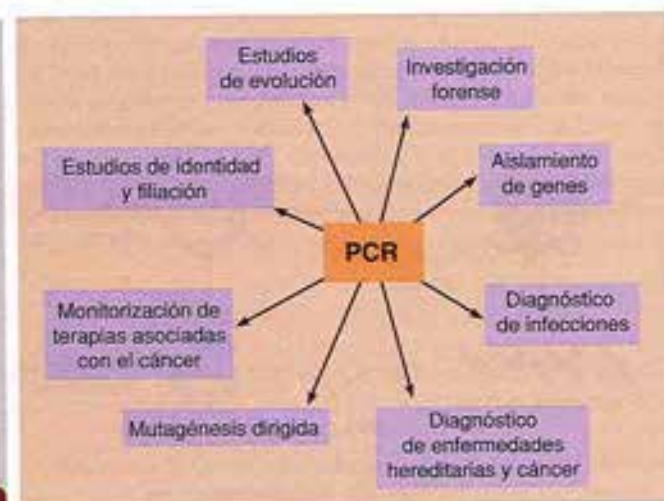 Estudios
de evolución
Investigación
forense
Estudios de identidad
y filiación
Aislamiento
de genes
PCR
Monitorización de
terapias asociadas
con el cáncer
Diagnóstico
de infecciones
Mutagénesis dirigida
Diagnóstico
de enfermedades
hereditarias y cáncer